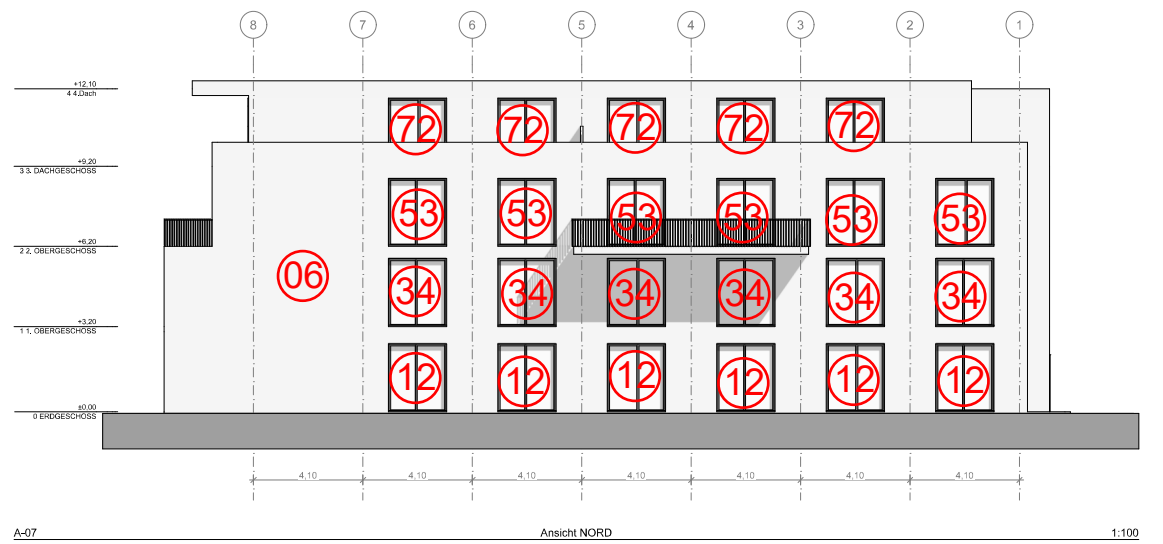 8 7 6 5 4 3 2 1
+12,10
4 4.Dach
72 72 72 72 72
+9,20
3 3. DACHGESCHOSS
53 53 53 53 53 53
+6,20
2 2. OBERGESCHOSS
06
34 34 34 34 34 34
+3,20
1 1. OBERGESCHOSS
12 12 12 12 12 12
±0,00
0 ERDGESCHOSS
4,10 4,10 4,10 4,10 4,10 4,10 4,10
A-07 Ansicht NORD 1:100